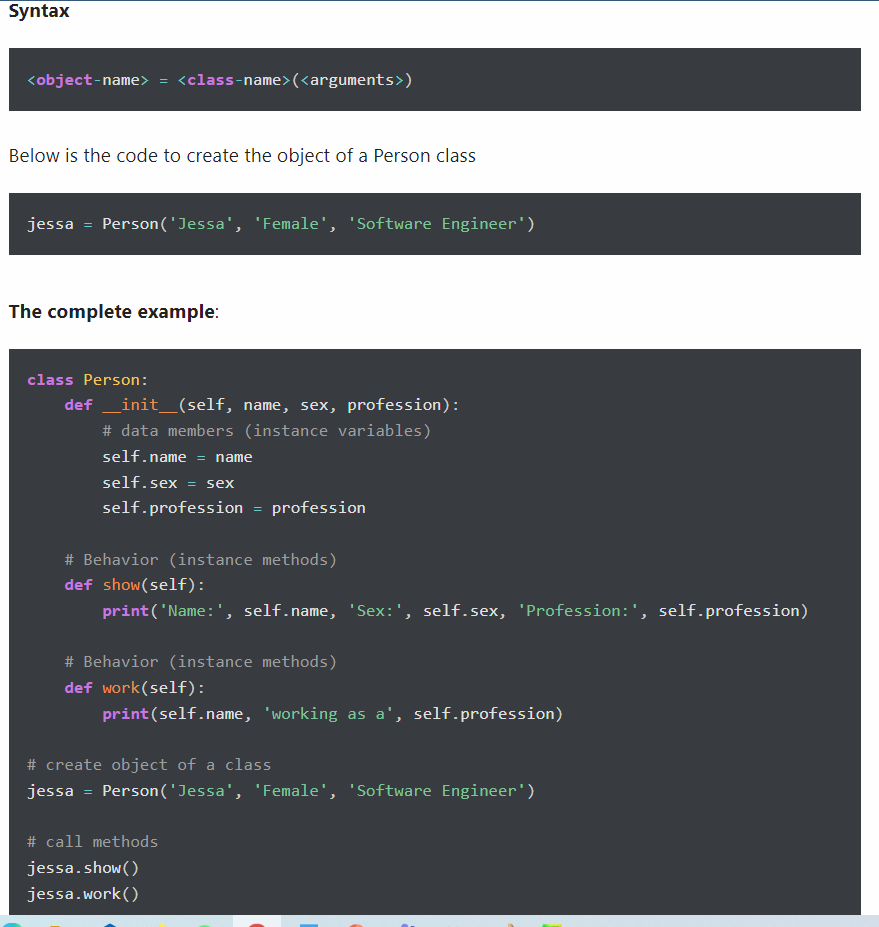 Syntax
<object-name> = <class-name>(<arguments>)
Below is the code to create the object of a Person class
jessa = Person('Jessa', 'Female', 'Software Engineer')
The complete example:
class Person:
    def __init__(self, name, sex, profession):
        # data members (instance variables)
        self.name = name
        self.sex = sex
        self.profession = profession
    # Behavior (instance methods)
    def show(self):
        print('Name:', self.name, 'Sex:', self.sex, 'Profession:', self.profession)
    # Behavior (instance methods)
    def work(self):
        print(self.name, 'working as a', self.profession)
# create object of a class
jessa = Person('Jessa', 'Female', 'Software Engineer')
# call methods
jessa.show()
jessa.work()